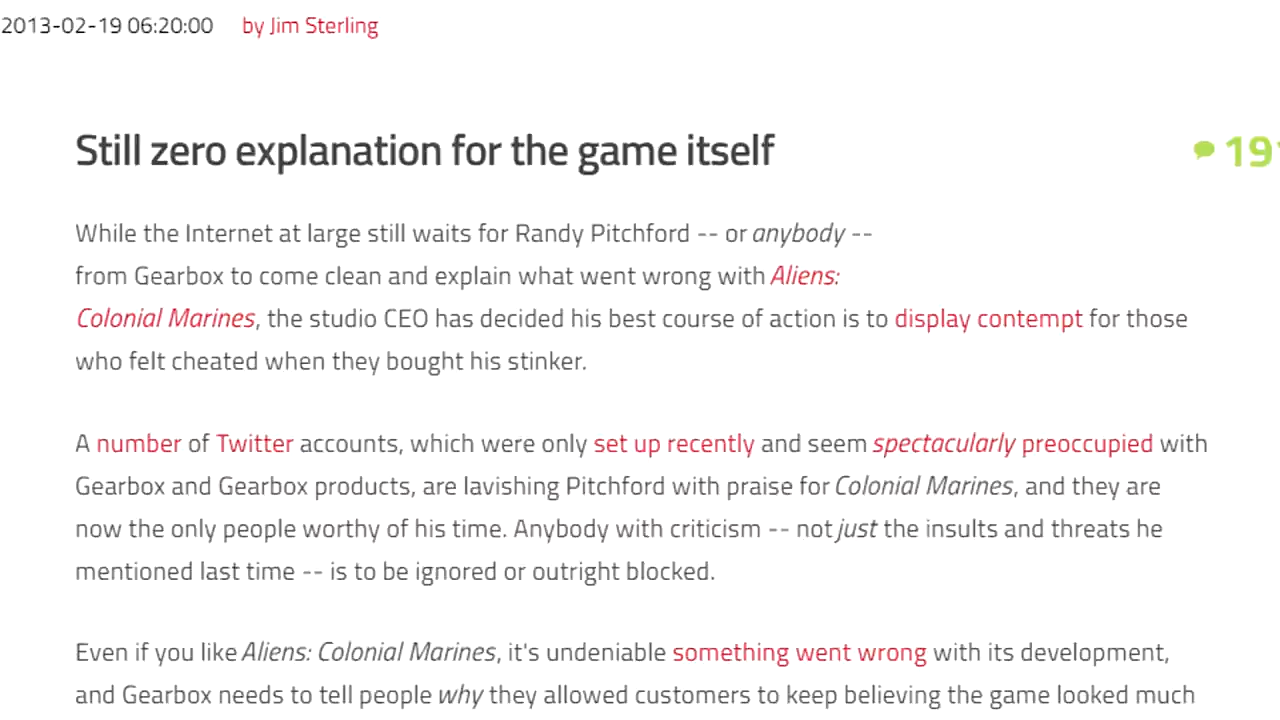 2013-02-19 06:20:00 by Jim Sterling
Still zero explanation for the game itself
19
While the Internet at large still waits for Randy Pitchford -- or anybody --
from Gearbox to come clean and explain what went wrong with Aliens:
Colonial Marines, the studio CEO has decided his best course of action is to display contempt for those
who felt cheated when they bought his stinker.
A number of Twitter accounts, which were only set up recently and seem spectacularly preoccupied with
Gearbox and Gearbox products, are lavishing Pitchford with praise for Colonial Marines, and they are
now the only people worthy of his time. Anybody with criticism -- not just the insults and threats he
mentioned last time -- is to be ignored or outright blocked.
Even if you like Aliens: Colonial Marines, it's undeniable something went wrong with its development,
and Gearbox needs to tell people why they allowed customers to keep believing the game looked much